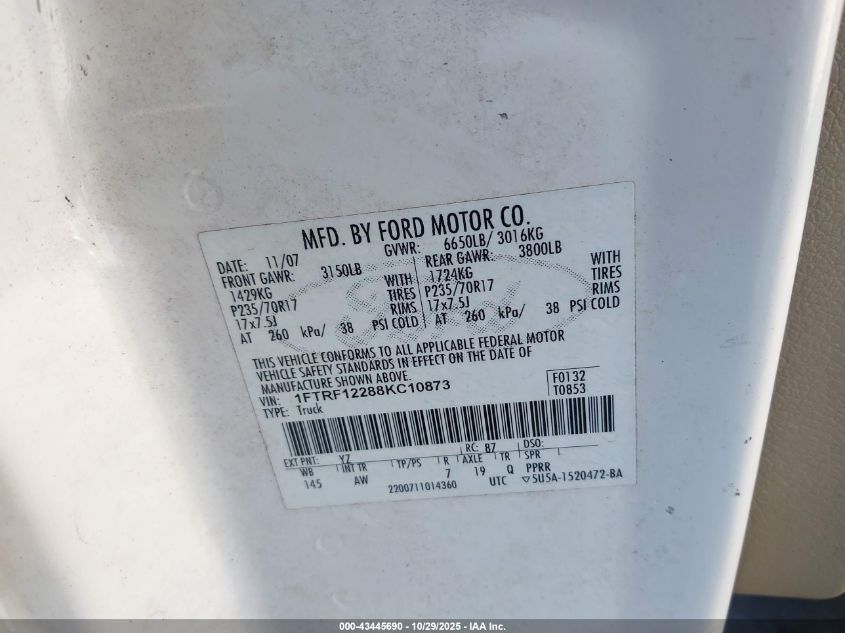 MFD. BY FORD MOTOR CO.
DATE: 11/07 GVWR: 6650LB/ 3016KG
FRONT GAWR: 3150LB REAR GAWR: 3800LB
1429KG WITH 1724KG WITH
P235/70R17 TIRES P235/70R17 TIRES
17x7.5J RIMS 17x7.5J RIMS
AT 260 kPa/ 38 PSI COLD AT 260 kPa/ 38 PSI COLD
THIS VEHICLE CONFORMS TO ALL APPLICABLE FEDERAL MOTOR
VEHICLE SAFETY STANDARDS IN EFFECT ON THE DATE OF
MANUFACTURE SHOWN ABOVE.
VIN: 1FTRF12288KC10873 F0132
TYPE: Truck T0853
EXT PNT: YZ RC: 87 DSO:
WB INT TR TP/PS R AXLE TR SPR
145 AW 7 19 Q PPRR
2200711014360 UTC ▽5U5A-1520472-BA
000-43445690 - 10/29/2025 - IAA Inc.